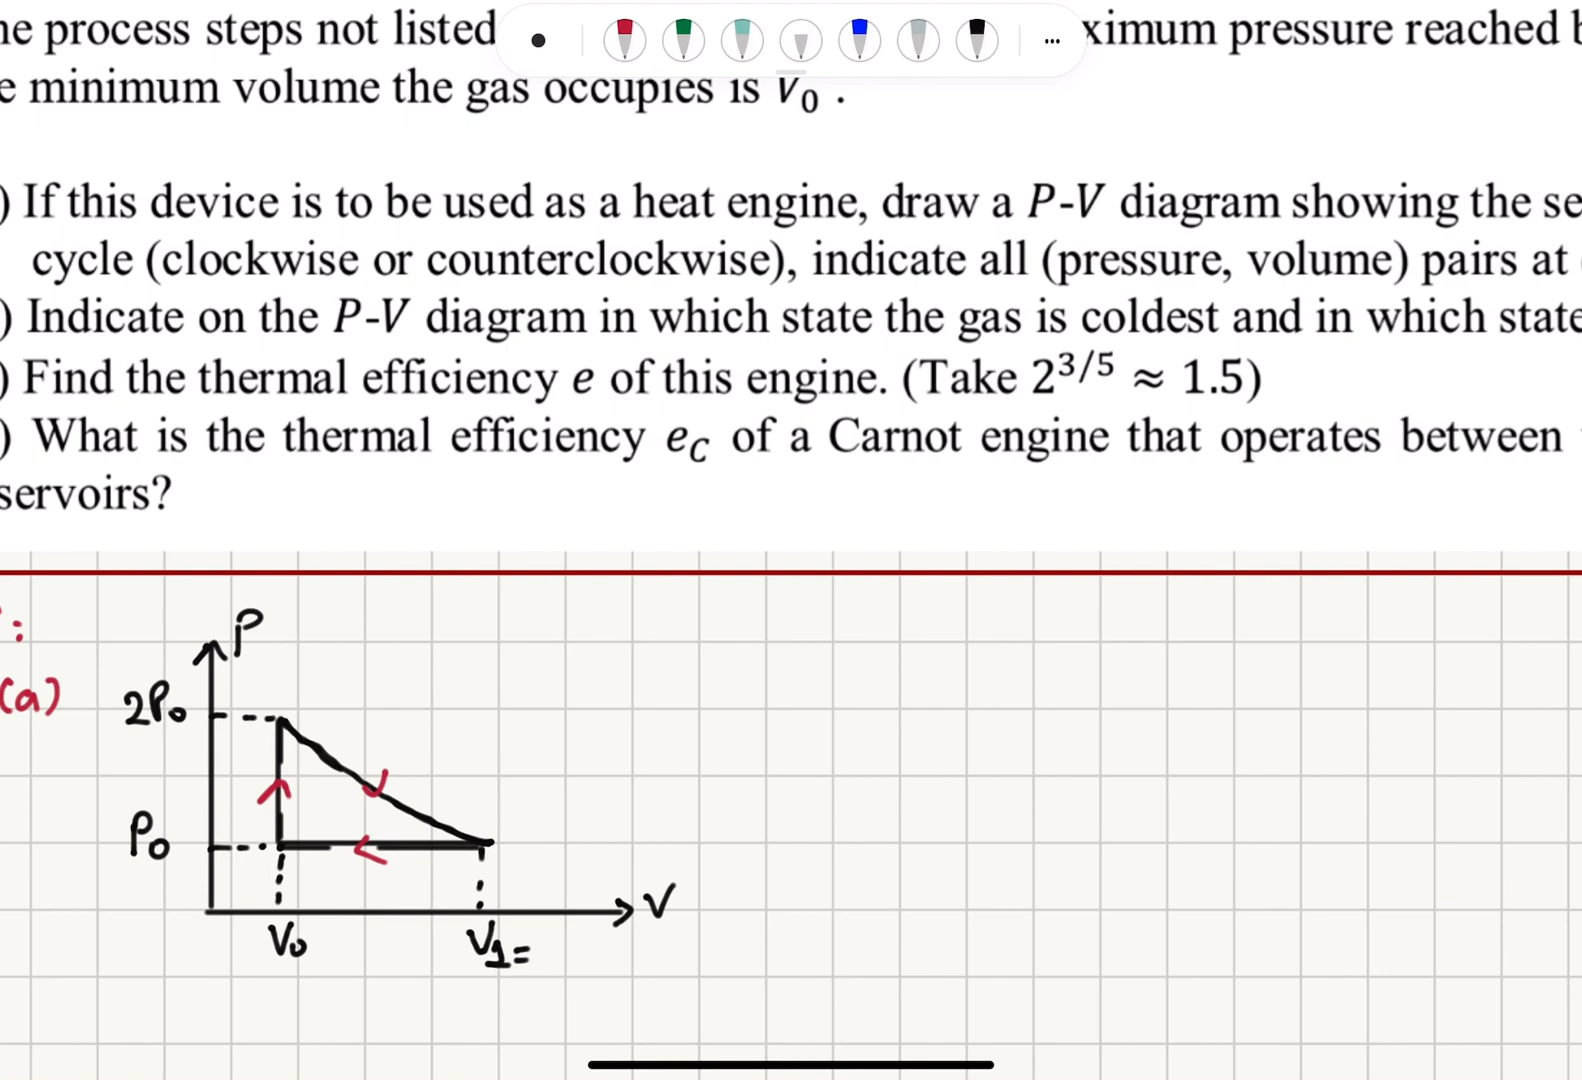 he process steps not listed ... ximum pressure reached b
e minimum volume the gas occupies is V₀ .
) If this device is to be used as a heat engine, draw a P-V diagram showing the se
cycle (clockwise or counterclockwise), indicate all (pressure, volume) pairs at
) Indicate on the P-V diagram in which state the gas is coldest and in which state
) Find the thermal efficiency e of this engine. (Take 2^{3/5} ≈ 1.5)
) What is the thermal efficiency e_C of a Carnot engine that operates between
servoirs?
:
(a)
P
2P₀
P₀
V
V₀
V₁=